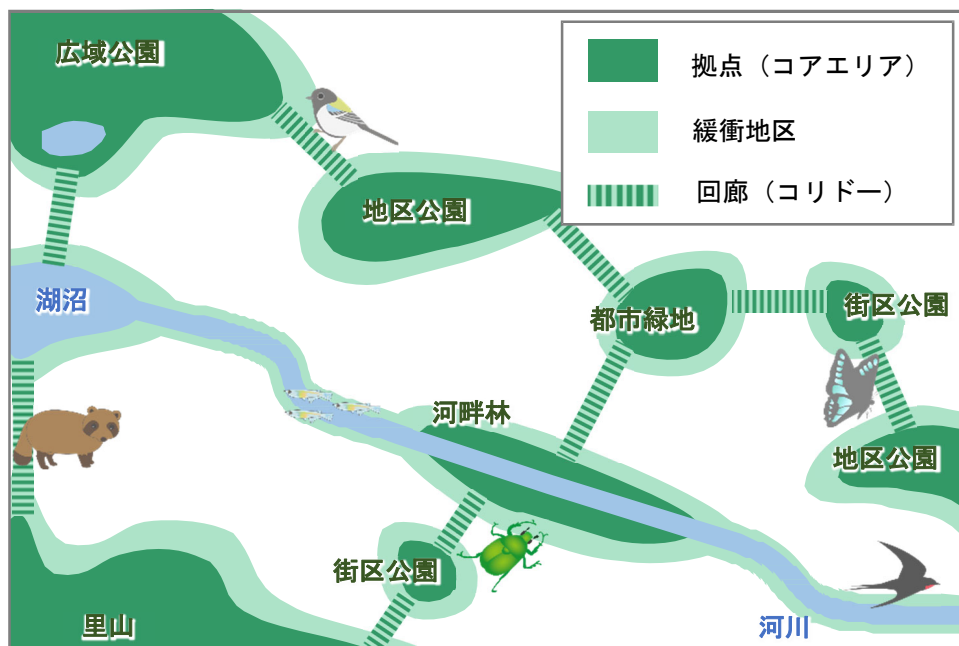 広域公園
拠点（コアエリア）
緩衝地区
回廊（コリドー）
地区公園
湖沼
都市緑地
街区公園
河畔林
地区公園
街区公園
里山
河川